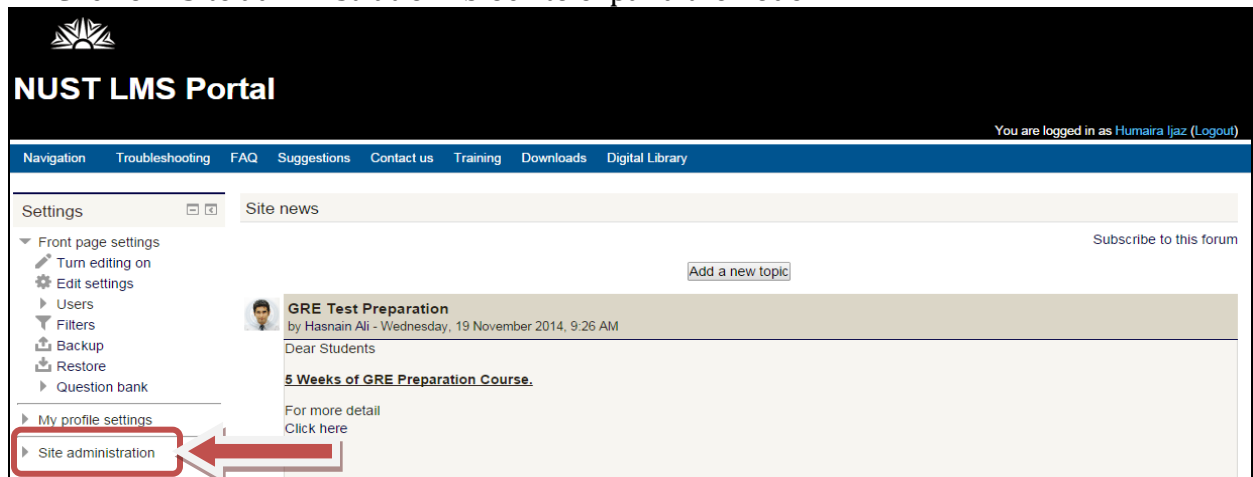 NUST LMS Portal
You are logged in as Humaira Ijaz (Logout)
Navigation Troubleshooting FAQ Suggestions Contact us Training Downloads Digital Library
Settings
Front page settings
Turn editing on
Edit settings
Users
Filters
Backup
Restore
Question bank
My profile settings
Site administration
Site news
Subscribe to this forum
Add a new topic
GRE Test Preparation
by Hasnain Ali - Wednesday, 19 November 2014, 9:26 AM
Dear Students
5 Weeks of GRE Preparation Course.
For more detail
Click here